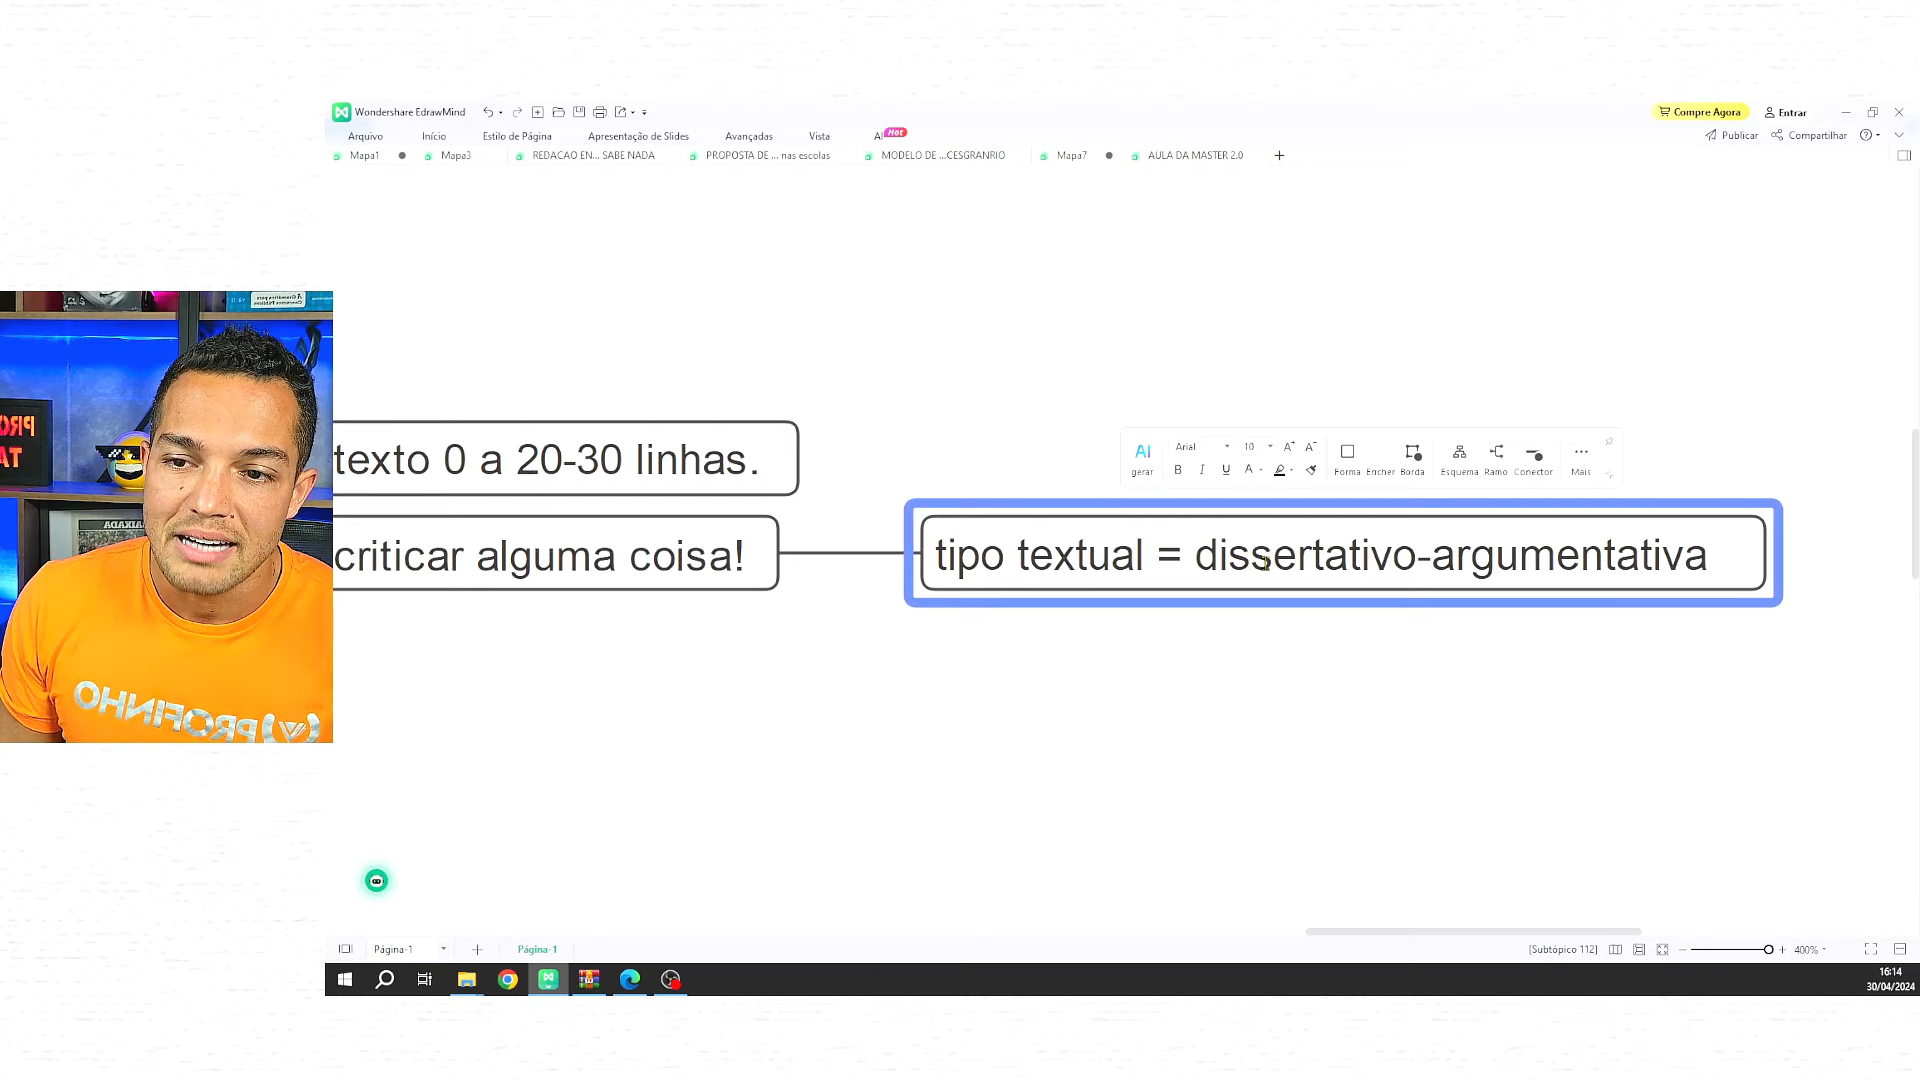 Wondershare EdrawMind
Compre Agora
Entrar
Arquivo
Início
Estilo de Página
Apresentação de Slides
Avançadas
Vista
AI
Hot
Publicar
Compartilhar
Mapa1
Mapa3
REDACAO EN... SABE NADA
PROPOSTA DE ... nas escolas
MODELO DE ...CESGRANRIO
Mapa7
AULA DA MASTER 2.0
AI
gerar
Arial
10
A+
A-
B
I
U
A
Forma
Encher
Borda
Esquema
Ramo
Conector
Mais
texto 0 a 20-30 linhas.
criticar alguma coisa!
tipo textual = dissertativo-argumentativa
PROFINHO
Página-1
Página-1
[Subtópico 112]
400%
16:14
30/04/2024